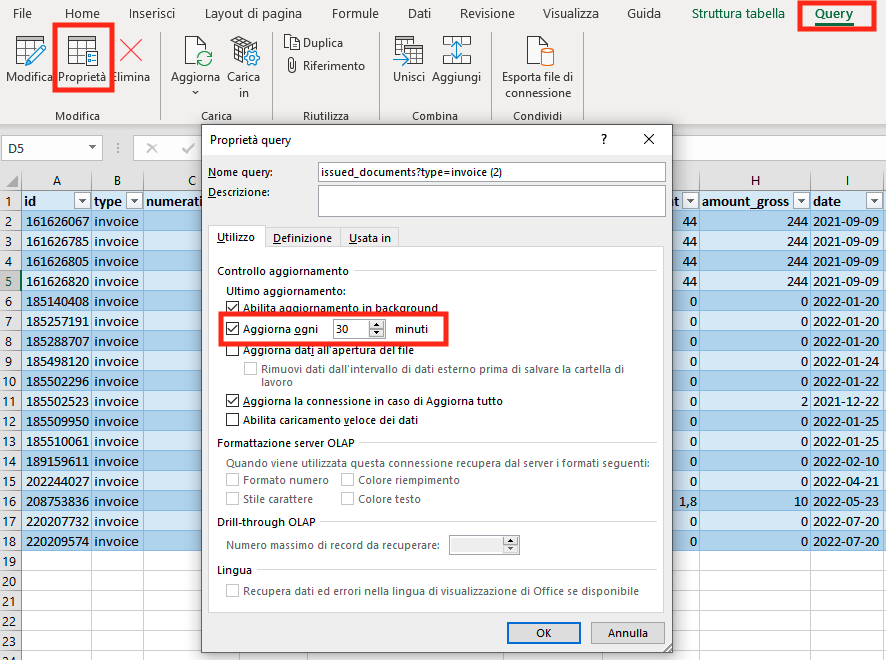 File Home Inserisci Layout di pagina Formule Dati Revisione Visualizza Guida Struttura tabella Query
Modifica Proprietà Elimina Aggiorna Carica in Duplica Riferimento Unisci Aggiungi Esporta file di connessione
Modifica Carica Riutilizza Combina Condividi
D5
Proprietà query ?
Nome query: issued_documents?type=invoice (2)
Descrizione:
Utilizzo Definizione Usata in
Controllo aggiornamento
Ultimo aggiornamento:
Abilita aggiornamento in background
Aggiorna ogni 30 minuti
Aggiorna dati all'apertura del file
Rimuovi dati dall'intervallo di dati esterno prima di salvare la cartella di
lavoro
Aggiorna la connessione in caso di Aggiorna tutto
Abilita caricamento veloce dei dati
Formattazione server OLAP
Quando viene utilizzata questa connessione recupera dal server i formati seguenti:
Formato numero Colore riempimento
Stile carattere Colore testo
Drill-through OLAP
Numero massimo di record da recuperare:
Lingua
Recupera dati ed errori nella lingua di visualizzazione di Office se disponibile
OK Annulla
A B C H I
1 id type amount_gross date
2 161626067 invoice 44 244 2021-09-09
3 161626785 invoice 44 244 2021-09-09
4 161626805 invoice 44 244 2021-09-09
5 161626820 invoice 44 244 2021-09-09
6 185140408 invoice 0 0 2022-01-20
7 185257191 invoice 0 0 2022-01-20
8 185288707 invoice 0 0 2022-01-20
9 185498120 invoice 0 0 2022-01-24
10 185502296 invoice 0 0 2022-01-22
11 185502523 invoice 0 2 2021-12-22
12 185509950 invoice 0 0 2022-01-25
13 185510061 invoice 0 0 2022-01-25
14 189159611 invoice 0 0 2022-02-10
15 202244027 invoice 0 0 2022-04-21
16 208753836 invoice 1,8 10 2022-05-23
17 220207732 invoice 0 0 2022-07-20
18 220209574 invoice 0 0 2022-07-20
19
20
21
22
23